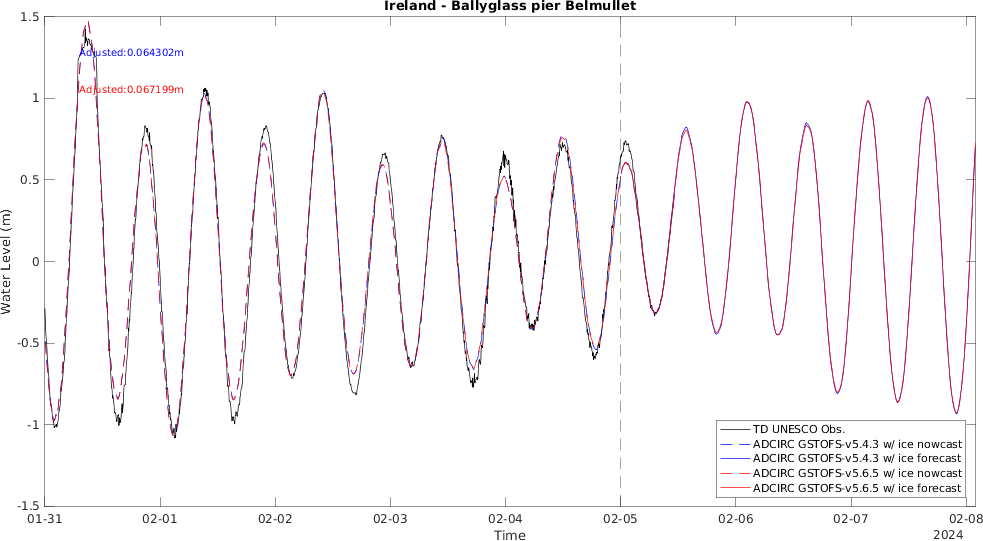 Ireland - Ballyglass pier Belmullet
1.5
Adjusted:0.064302m
Adjusted:0.067199m
1
0.5
0
-0.5
-1
-1.5
Water Level (m)
TD UNESCO Obs.
ADCIRC GSTOFS-v5.4.3 w/ ice nowcast
ADCIRC GSTOFS-v5.4.3 w/ ice forecast
ADCIRC GSTOFS-v5.6.5 w/ ice nowcast
ADCIRC GSTOFS-v5.6.5 w/ ice forecast
01-31 02-01 02-02 02-03 02-04 02-05 02-06 02-07 02-08
Time
2024